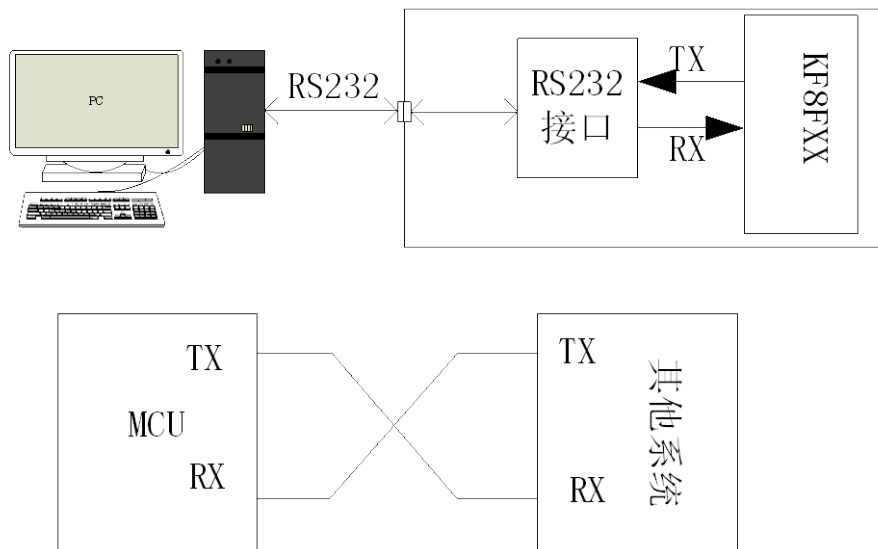 PC
RS232
RS232
接口
TX
RX
KF8FXX
TX
MCU
RX
TX
RX
其他系统